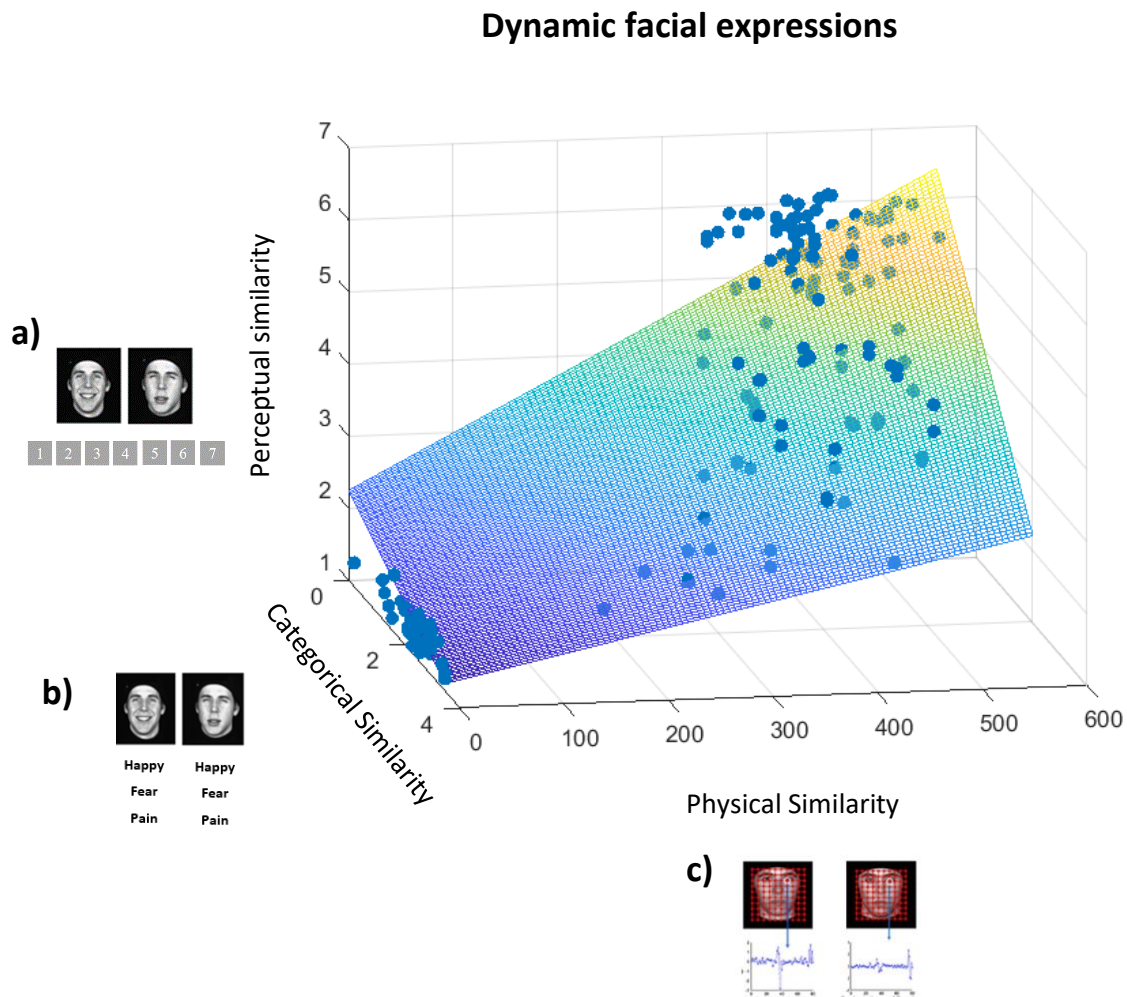 Dynamic facial expressions
7
6
5
4
3
2
1
Perceptual similarity
a)
1 2 3 4 5 6 7
0
2
4
Categorical Similarity
0 100 200 300 400 500 600
Physical Similarity
b)
Happy Happy
Fear Fear
Pain Pain
c)